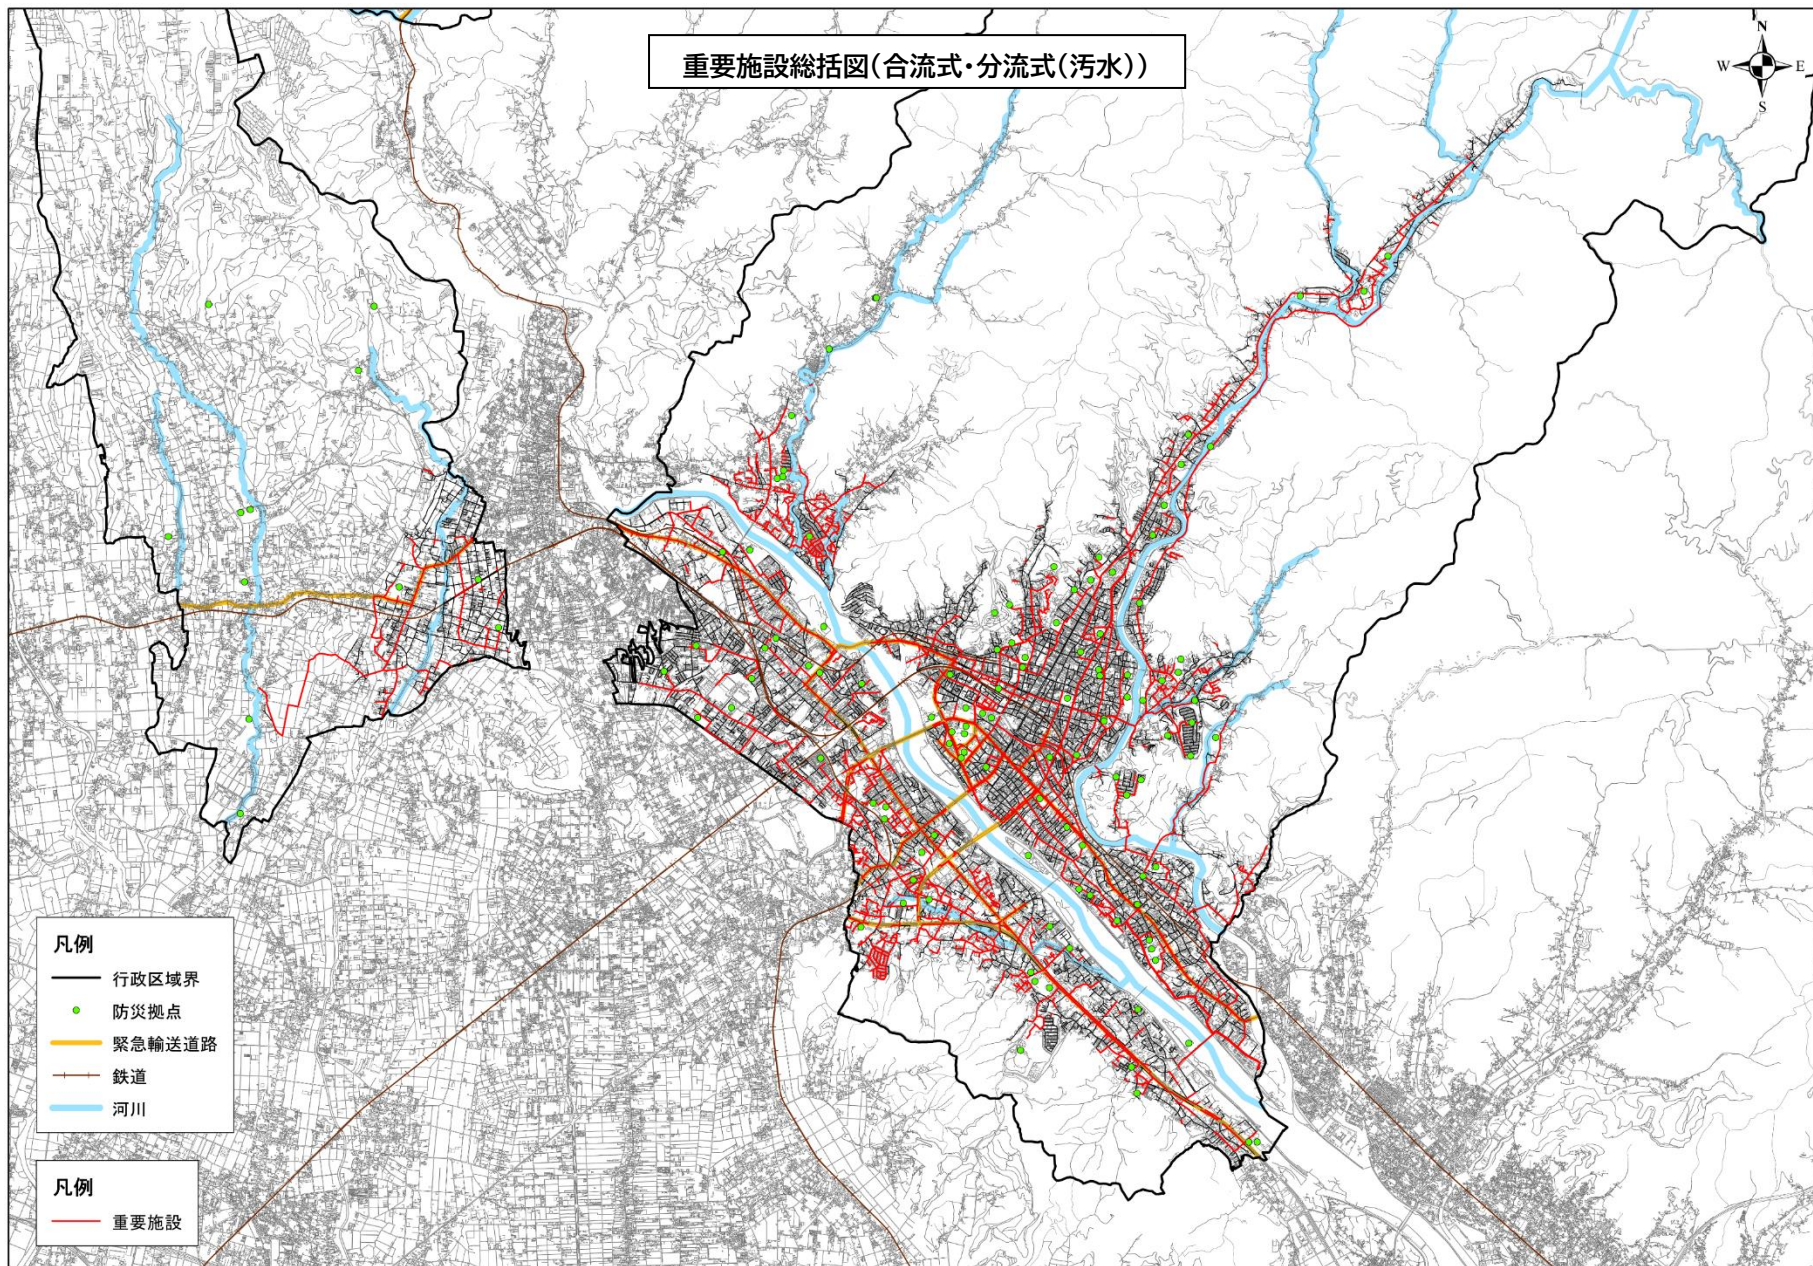 重要施設総括図(合流式・分流式(汚水))
N
W E
S
凡例
行政区域界
防災拠点
緊急輸送道路
鉄道
河川
凡例
重要施設